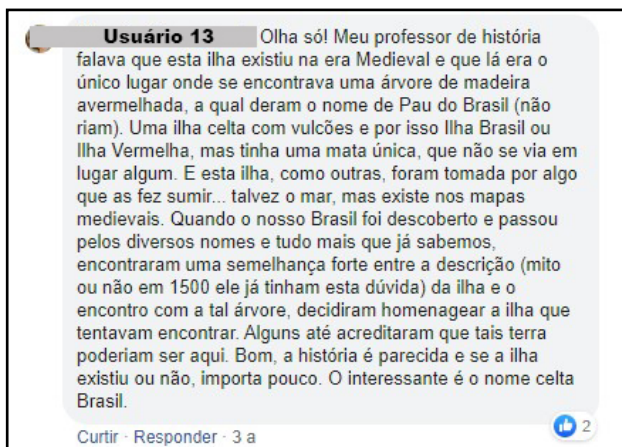 Usuário 13 Olha só! Meu professor de história
falava que esta ilha existiu na era Medieval e que lá era o
único lugar onde se encontrava uma árvore de madeira
avermelhada, a qual deram o nome de Pau do Brasil (não
riam). Uma ilha celta com vulcões e por isso Ilha Brasil ou
Ilha Vermelha, mas tinha uma mata única, que não se via em
lugar algum. E esta ilha, como outras, foram tomada por algo
que as fez sumir... talvez o mar, mas existe nos mapas
medievais. Quando o nosso Brasil foi descoberto e passou
pelos diversos nomes e tudo mais que já sabemos,
encontraram uma semelhança forte entre a descrição (mito
ou não em 1500 ele já tinham esta dúvida) da ilha e o
encontro com a tal árvore, decidiram homenagear a ilha que
tentavam encontrar. Alguns até acreditaram que tais terra
poderiam ser aqui. Bom, a história é parecida e se a ilha
existiu ou não, importa pouco. O interessante é o nome celta
Brasil.
2
Curtir · Responder · 3 a